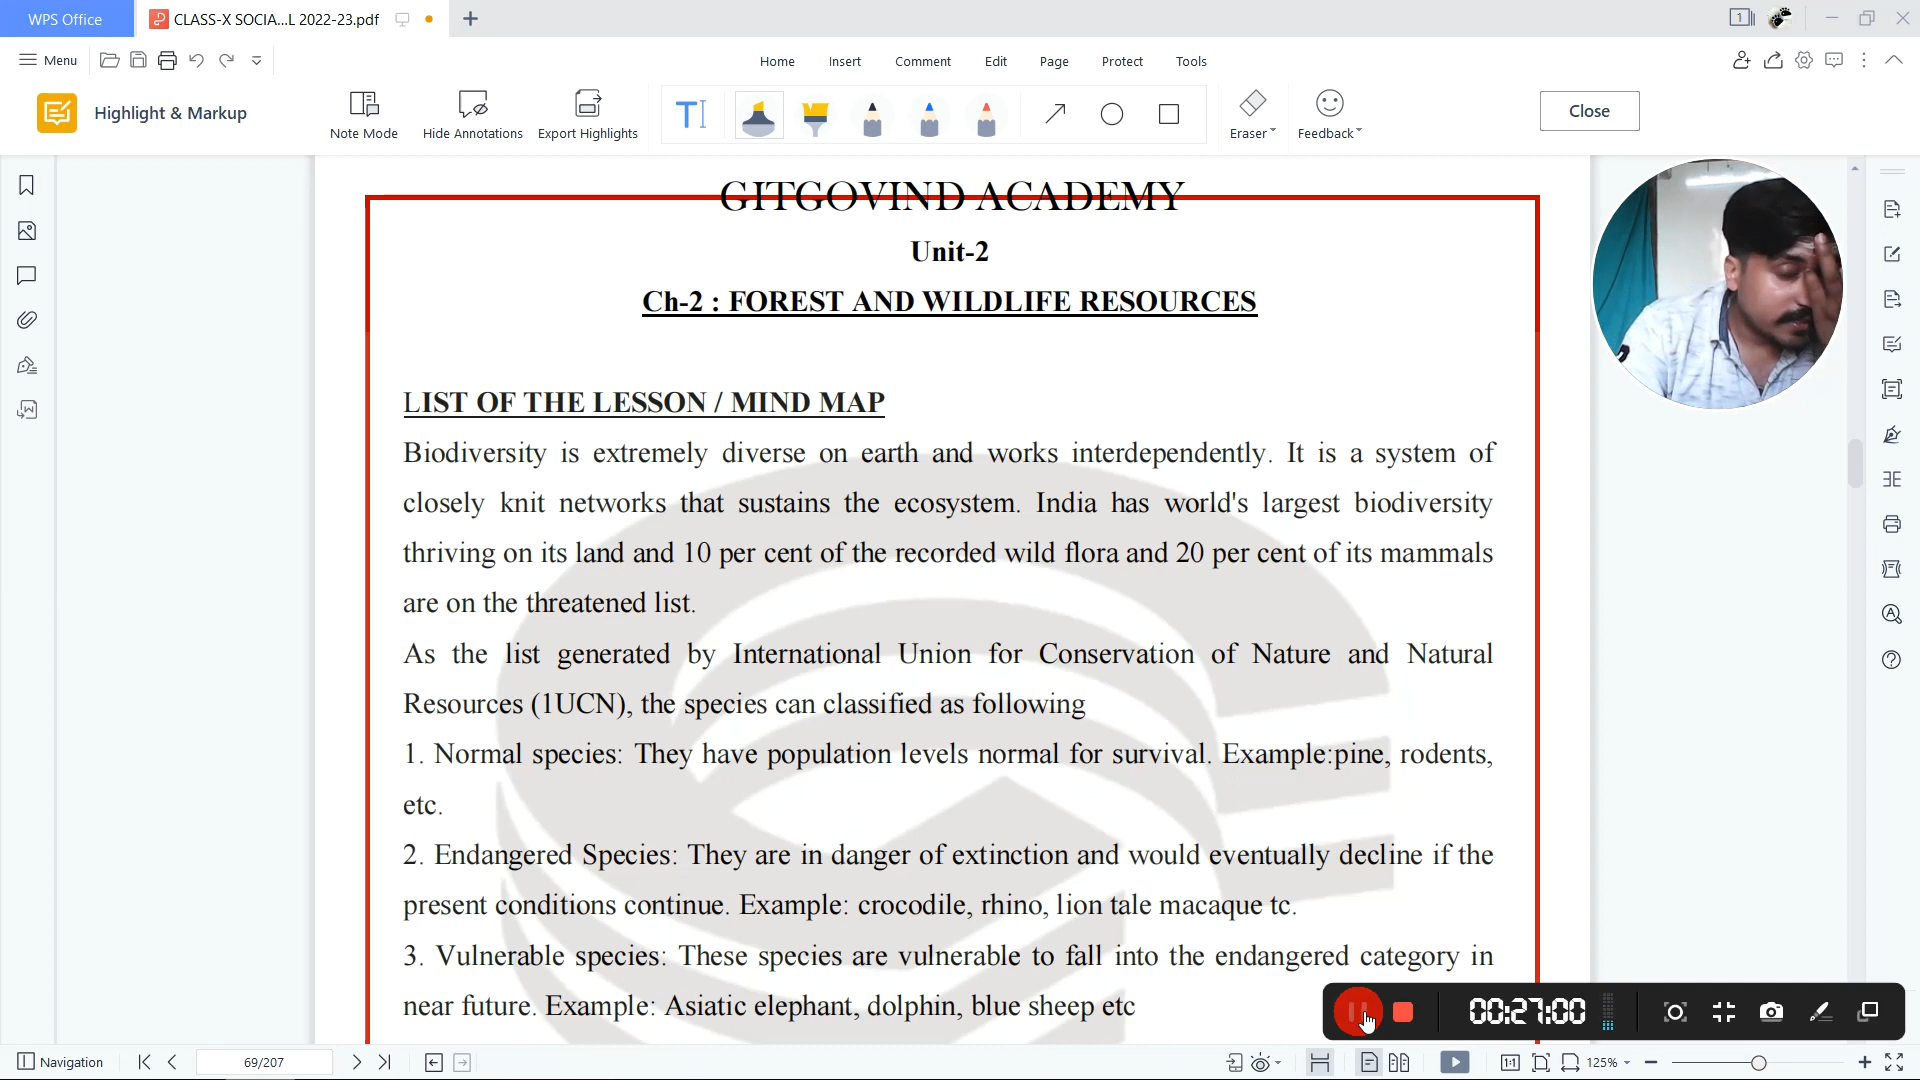 WPS Office
CLASS-X SOCIA...L 2022-23.pdf
1
Menu
Home Insert Comment Edit Page Protect Tools
Highlight & Markup
Note Mode Hide Annotations Export Highlights Eraser Feedback Close
GITGOVIND ACADEMY
Unit-2
Ch-2 : FOREST AND WILDLIFE RESOURCES
LIST OF THE LESSON / MIND MAP
Biodiversity is extremely diverse on earth and works interdependently. It is a system of
closely knit networks that sustains the ecosystem. India has world's largest biodiversity
thriving on its land and 10 per cent of the recorded wild flora and 20 per cent of its mammals
are on the threatened list.
As the list generated by International Union for Conservation of Nature and Natural
Resources (1UCN), the species can classified as following
1. Normal species: They have population levels normal for survival. Example:pine, rodents,
etc.
2. Endangered Species: They are in danger of extinction and would eventually decline if the
present conditions continue. Example: crocodile, rhino, lion tale macaque tc.
3. Vulnerable species: These species are vulnerable to fall into the endangered category in
near future. Example: Asiatic elephant, dolphin, blue sheep etc
00:27:00
Navigation 69/207 1:1 125%